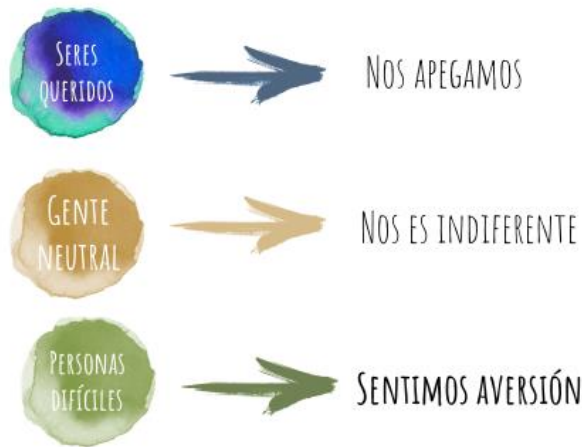 SERES
QUERIDOS
NOS APEGAMOS
GENTE
NEUTRAL
NOS ES INDIFERENTE
PERSONAS
DIFÍCILES
SENTIMOS AVERSIÓN